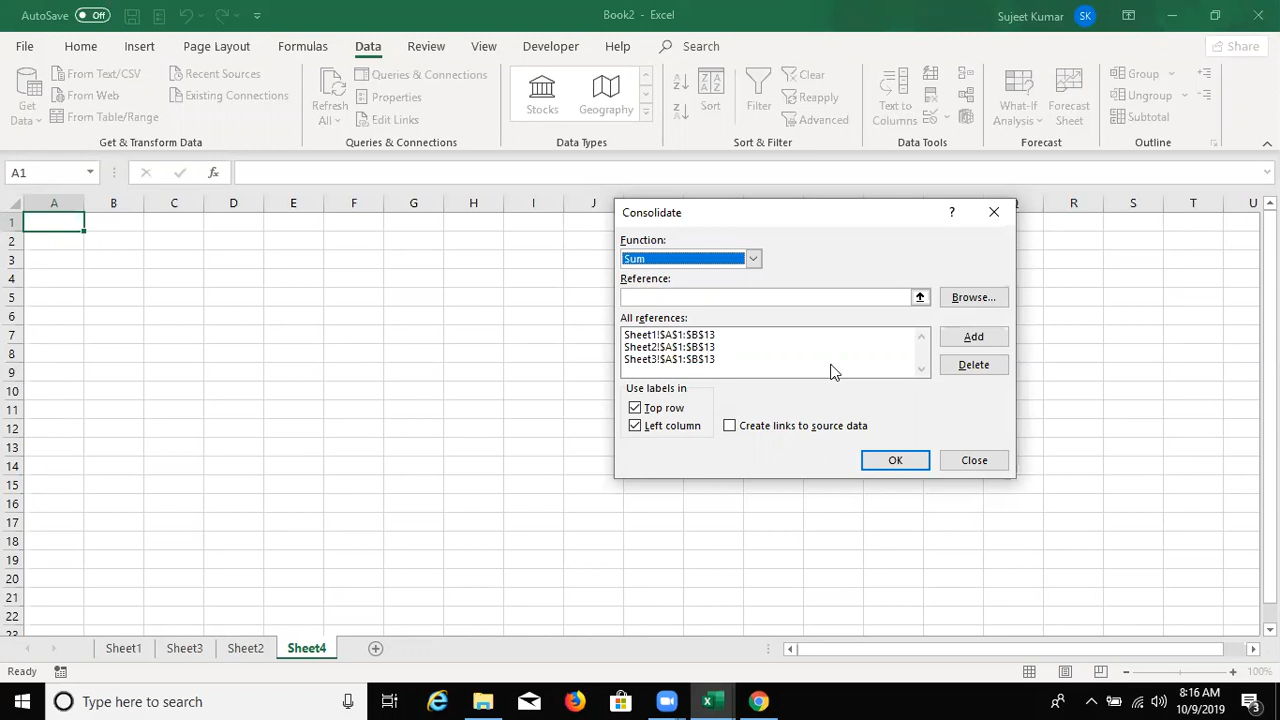 AutoSave Off
Book2 - Excel
Sujeet Kumar SK
File Home Insert Page Layout Formulas Data Review View Developer Help Search Share
Get Data
From Text/CSV
From Web
From Table/Range
Recent Sources
Existing Connections
Get & Transform Data
Refresh All
Queries & Connections
Properties
Edit Links
Queries & Connections
Stocks Geography
Data Types
Sort Filter
Clear
Reapply
Advanced
Sort & Filter
Text to Columns
Data Tools
What-If Analysis
Forecast Sheet
Forecast
Group
Ungroup
Subtotal
Outline
A1 fx
A B C D E F G H I J Q R S T U
1
2
3
4
5
6
7
8
9
10
11
12
13
14
15
16
17
18
19
20
21
22
23
Consolidate ?
Function:
Sum
Reference:
Browse...
All references:
Sheet1!$A$1:$B$13
Sheet2!$A$1:$B$13
Sheet3!$A$1:$B$13
Add
Delete
Use labels in
Top row
Left column
Create links to source data
OK Close
Sheet1 Sheet3 Sheet2 Sheet4
Ready
100%
Type here to search
8:16 AM
10/9/2019
3